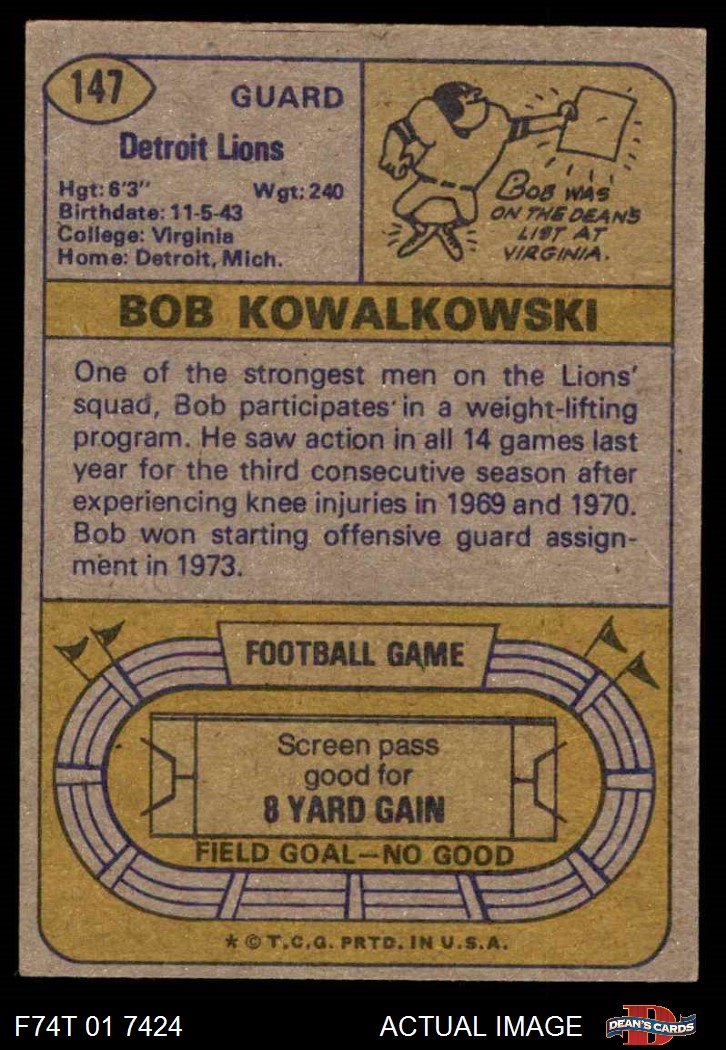 147
GUARD
Detroit Lions
Hgt: 6'3" Wgt: 240
Birthdate: 11-5-43
College: Virginia
Home: Detroit, Mich.
BOB WAS
ON THE DEAN'S
LIST AT
VIRGINIA.
BOB KOWALKOWSKI
One of the strongest men on the Lions'
squad, Bob participates in a weight-lifting
program. He saw action in all 14 games last
year for the third consecutive season after
experiencing knee injuries in 1969 and 1970.
Bob won starting offensive guard assign-
ment in 1973.
FOOTBALL GAME
Screen pass
good for
8 YARD GAIN
FIELD GOAL—NO GOOD
* © T.C.G. PRTD. IN U.S.A.
F74T 01 7424 ACTUAL IMAGE
D
DEAN'S CARDS